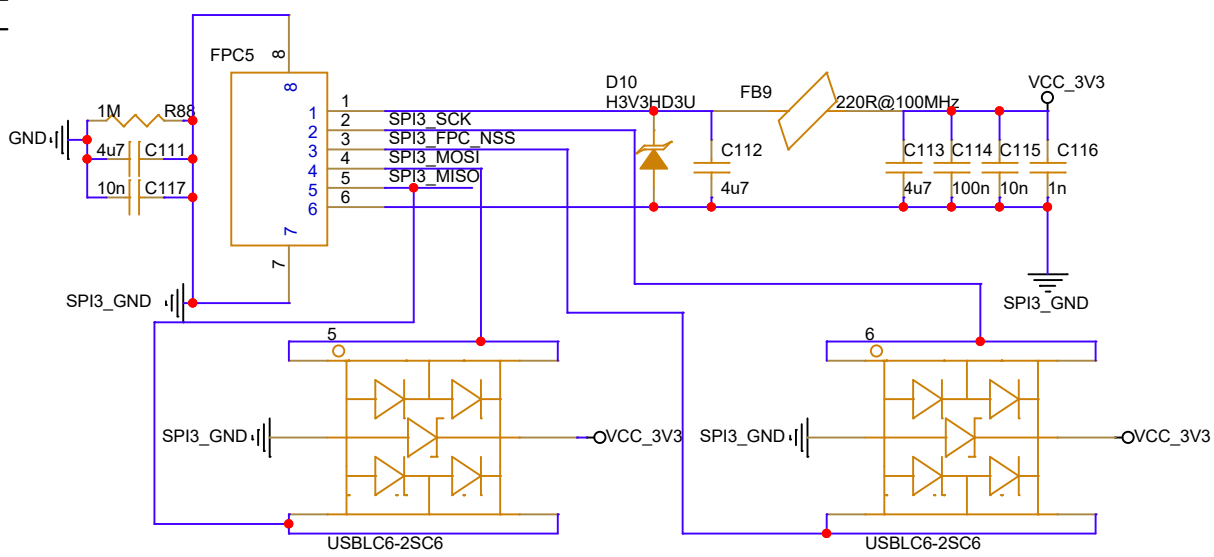 FPC5
8
8
D10
H3V3HD3U
FB9
220R@100MHz
VCC_3V3
1M
R88
GND
4u7
C111
10n
C117
1
1
2
SPI3_SCK
2
3
SPI3_FPC_NSS
3
4
SPI3_MOSI
4
5
SPI3_MISO
5
6
6
7
7
C112
4u7
C113
C114
C115
C116
4u7
100n
10n
1n
SPI3_GND
SPI3_GND
5
6
SPI3_GND
VCC_3V3
SPI3_GND
VCC_3V3
USBLC6-2SC6
USBLC6-2SC6